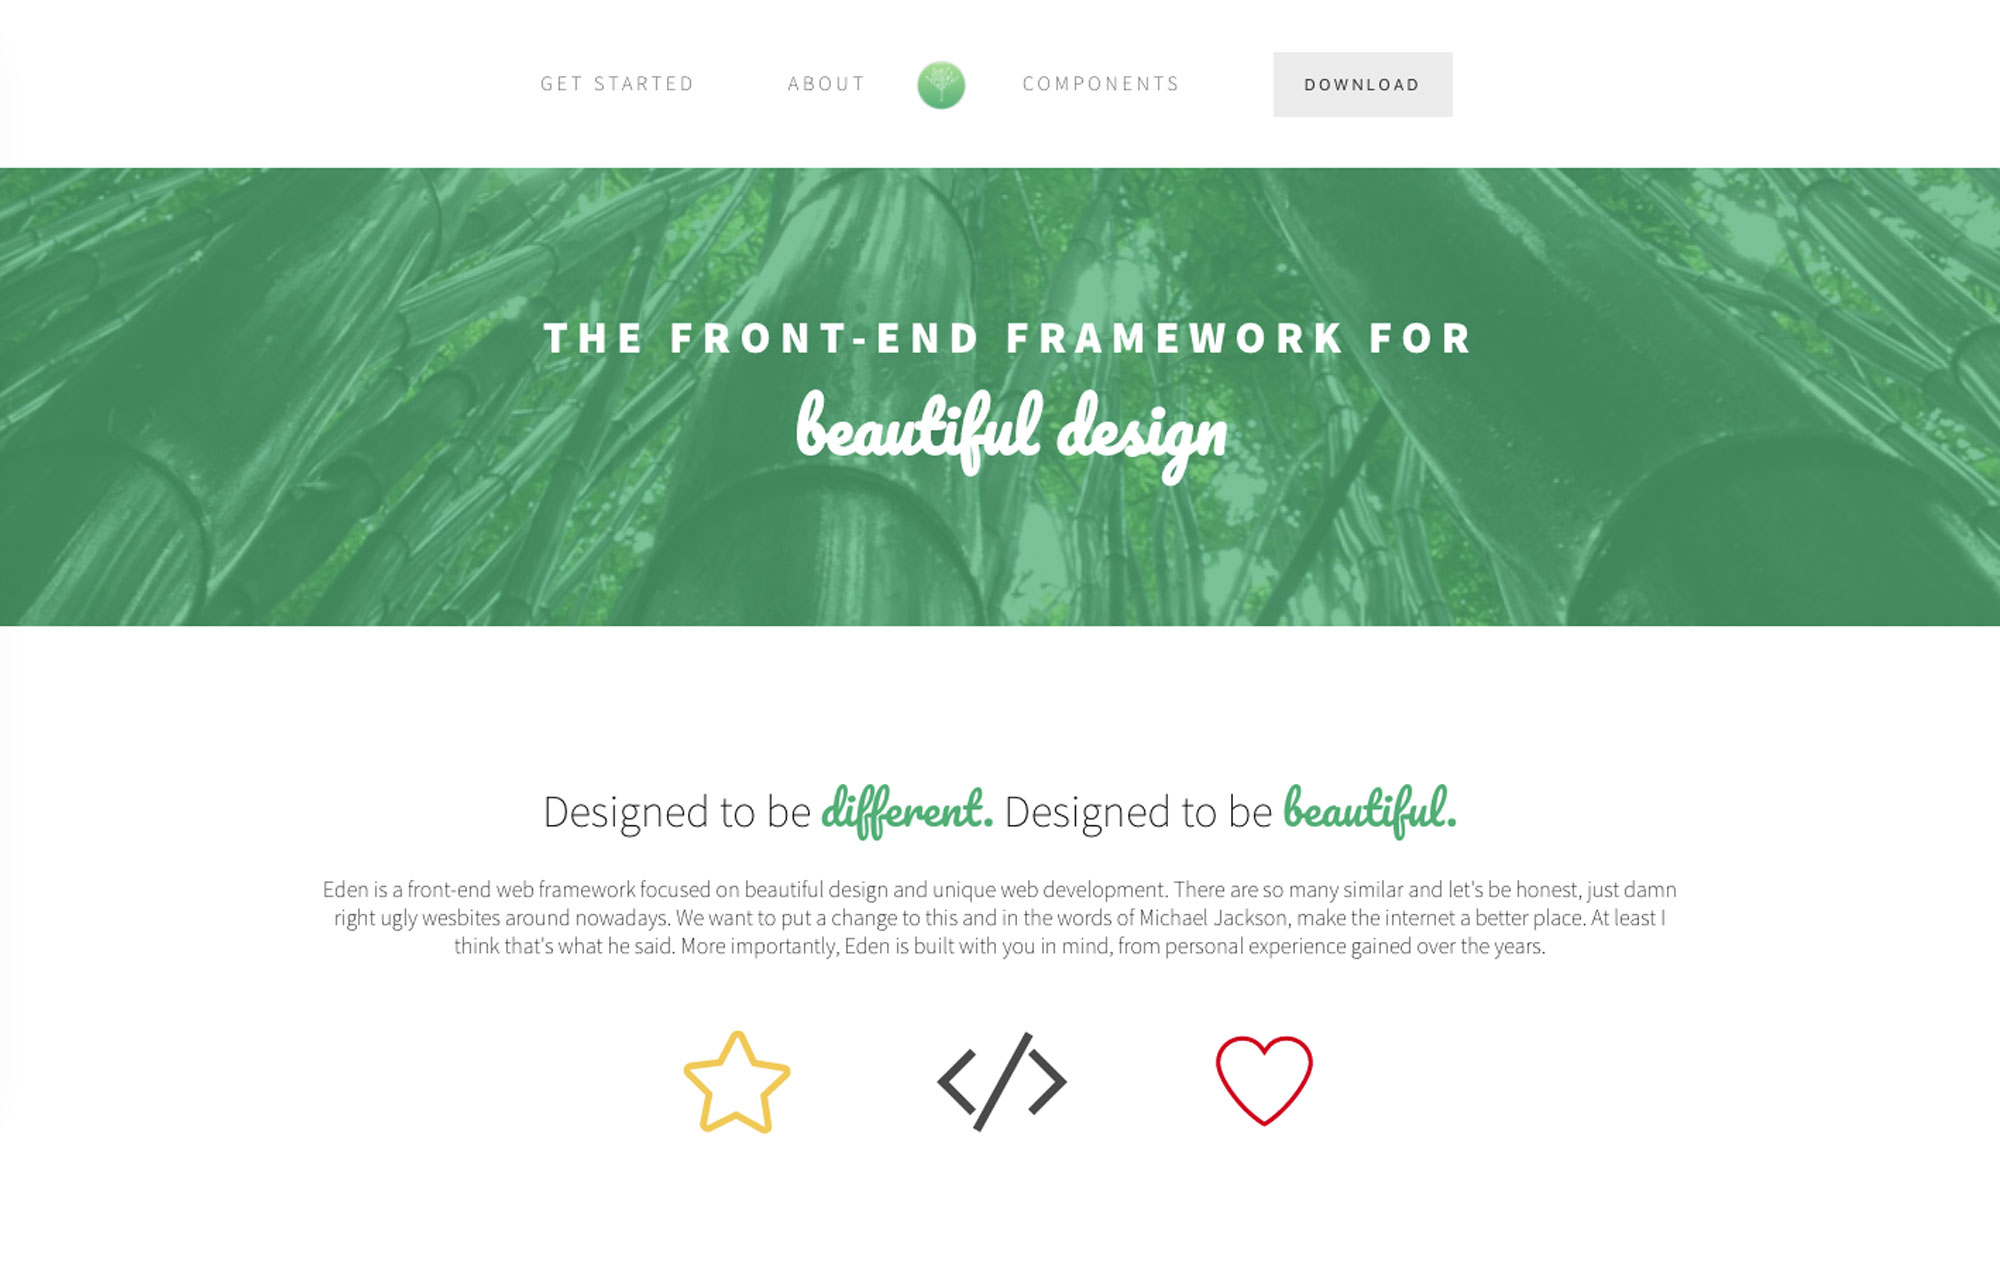 GET STARTED ABOUT COMPONENTS DOWNLOAD
THE FRONT-END FRAMEWORK FOR
beautiful design
Designed to be different. Designed to be beautiful.
Eden is a front-end web framework focused on beautiful design and unique web development. There are so many similar and let's be honest, just damn
right ugly wesbites around nowadays. We want to put a change to this and in the words of Michael Jackson, make the internet a better place. At least I
think that's what he said. More importantly, Eden is built with you in mind, from personal experience gained over the years.